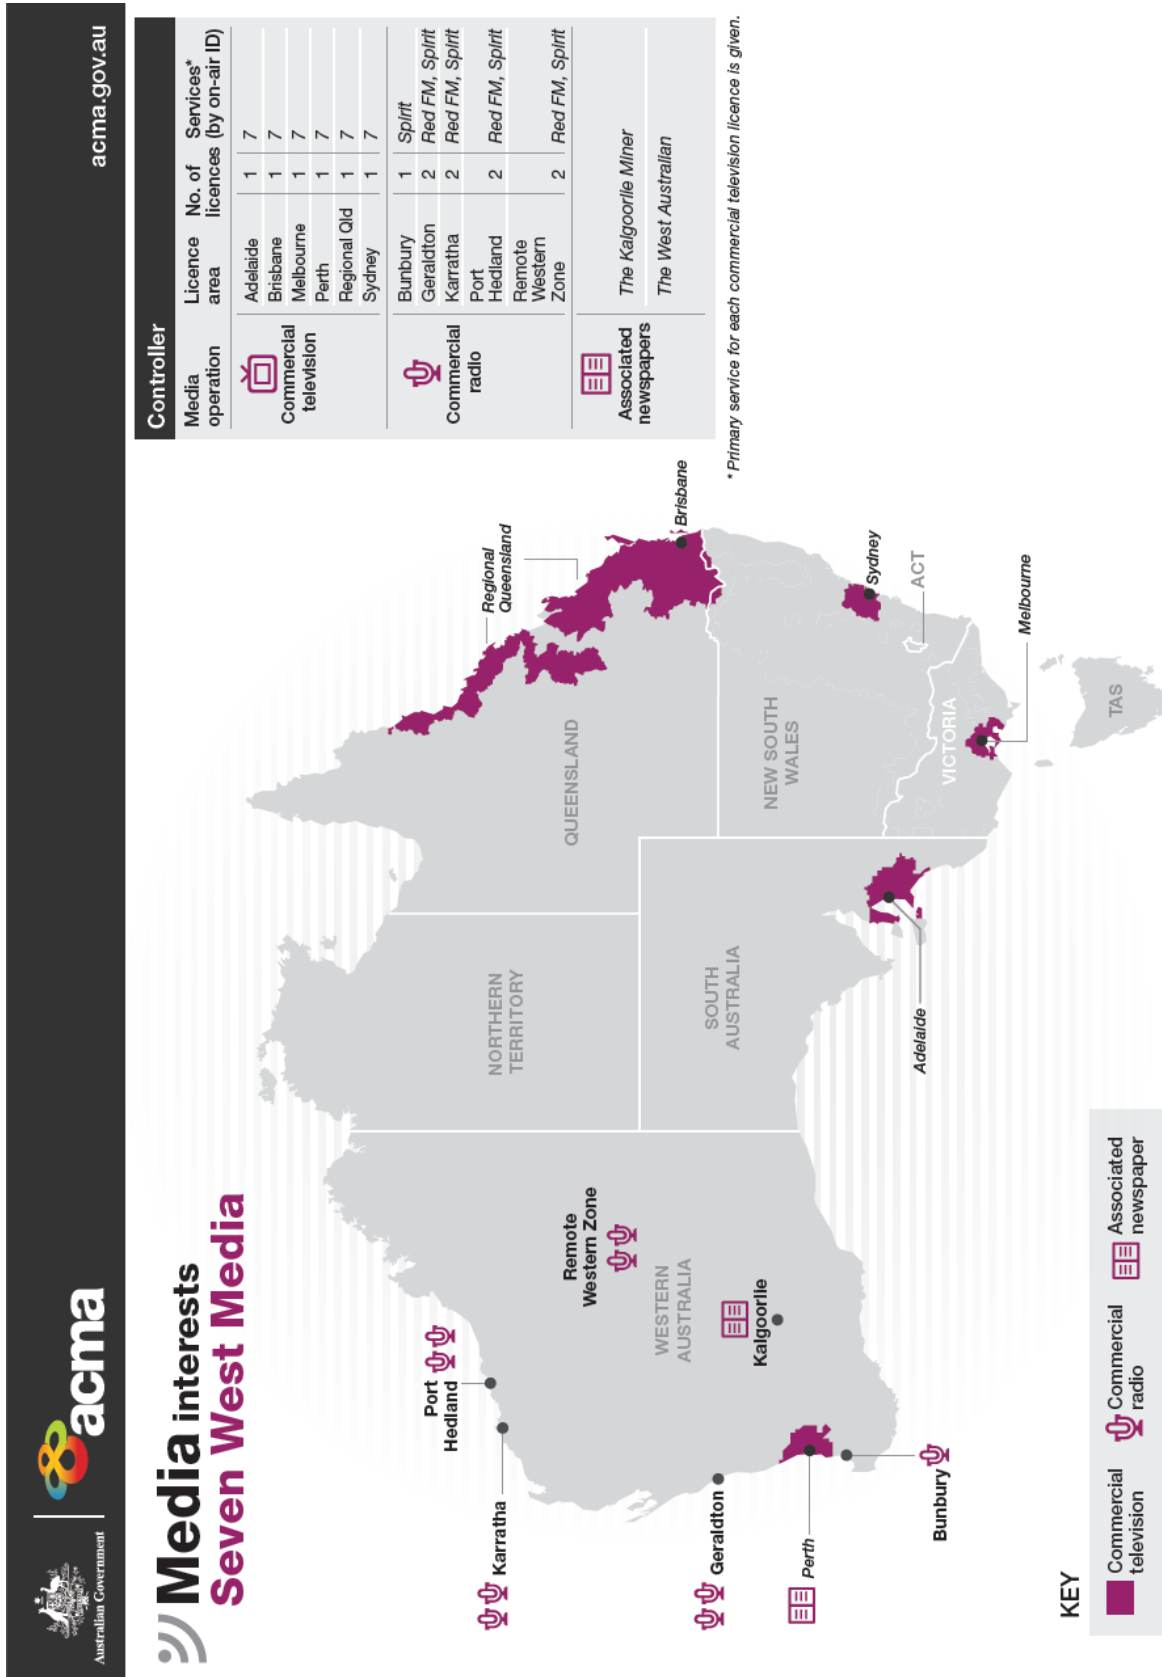 Australian Government
acma
acma.gov.au
Media interests
Seven West Media
Controller
Media operation
Licence area
No. of licences
Services* (by on-air ID)
Commercial television
Adelaide 1 7
Brisbane 1 7
Melbourne 1 7
Perth 1 7
Regional Qld 1 7
Sydney 1 7
Commercial radio
Bunbury 1 Spirit
Geraldton 2 Red FM, Spirit
Karratha 2 Red FM, Spirit
Port
Hedland 2 Red FM, Spirit
Remote
Western
Zone 2 Red FM, Spirit
Associated newspapers
The Kalgoorlie Miner
The West Australian
* Primary service for each commercial television licence is given.
Port
Hedland
Karratha
Geraldton
Perth
Bunbury
Remote
Western Zone
WESTERN
AUSTRALIA
Kalgoorlie
NORTHERN
TERRITORY
SOUTH
AUSTRALIA
Adelaide
QUEENSLAND
Regional
Queensland
Brisbane
NEW SOUTH
WALES
Sydney
ACT
VICTORIA
Melbourne
TAS
KEY
Commercial
television
Commercial
radio
Associated
newspaper